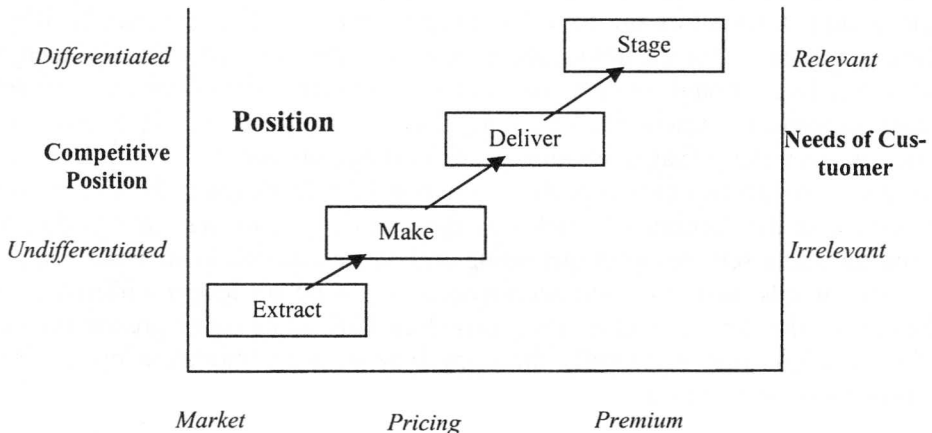 Stage
Differentiated
Relevant
Position
Deliver
Competitive
Position
Needs of Cus-
tuomer
Make
Undifferentiated
Irrelevant
Extract
Market Pricing Premium